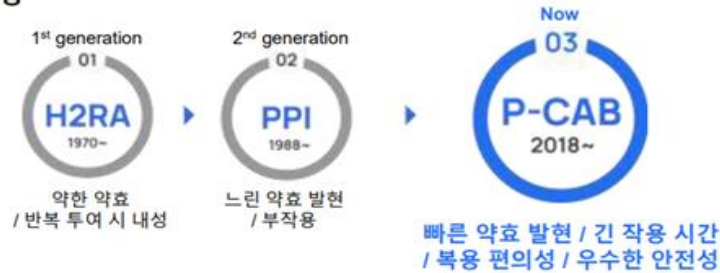 1st generation
01
H2RA
1970~
약한 약효
/ 반복 투여 시 내성
2nd generation
02
PPI
1988~
느린 약효 발현
/ 부작용
Now
03
P-CAB
2018~
빠른 약효 발현 / 긴 작용 시간
/ 복용 편의성 / 우수한 안전성